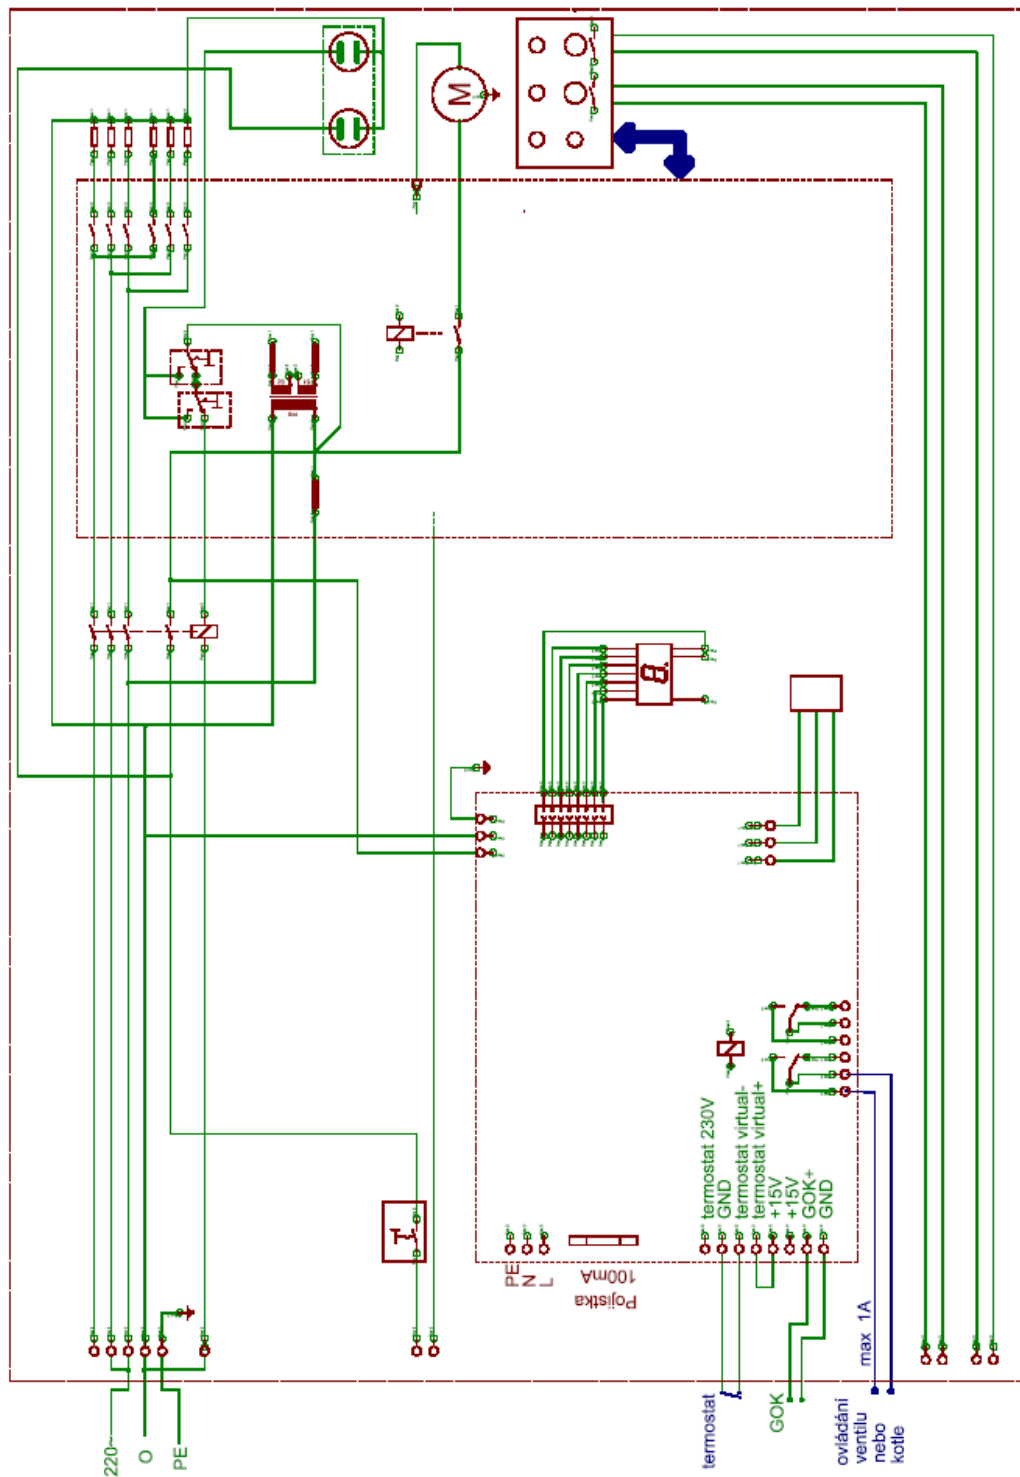 M
8.
termostat 230V
GND
termostat virtual-
termostat virtual+
+15V
+15V
GOK+
GND
PE
N
L
Pojistka
100mA
220~
O
PE
termostat
GOK
max 1A
ovládání
ventilu
nebo
kotle